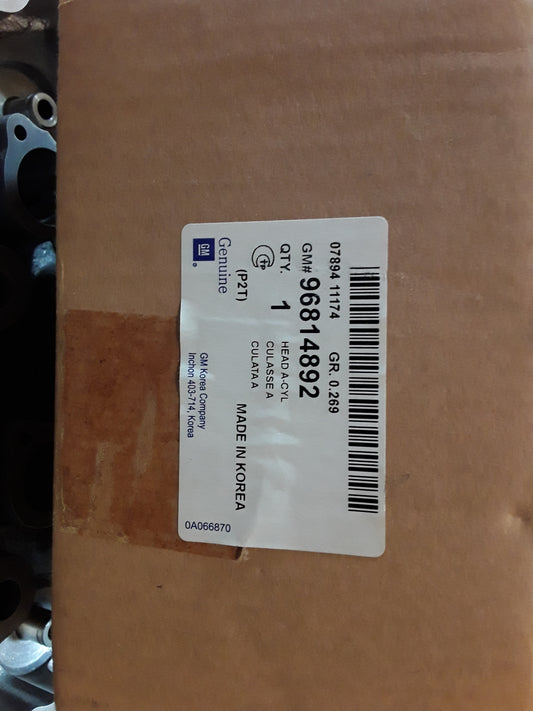 07894 11174 GR. 0.269
GM# 96814892
QTY. 1 HEAD A-CYL
CULASSE A
CULATA A
(P2T) MADE IN KOREA
Genuine
GM ®
GM Korea Company
Inchon 403-714, Korea
0A066870